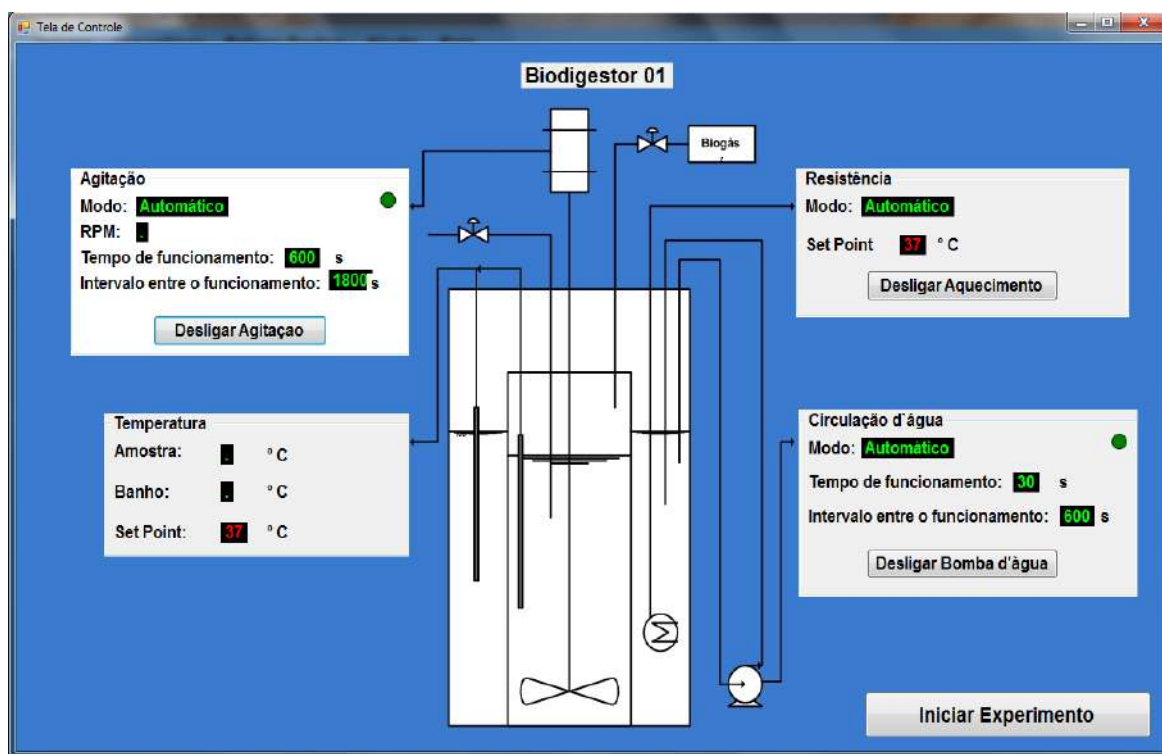 Tela de Controle
Biodigestor 01
Biogás
Agitação
Modo: Automático
RPM: .
Tempo de funcionamento: 600 s
Intervalo entre o funcionamento: 1800 s
Desligar Agitaçao
Resistência
Modo: Automático
Set Point 37 º C
Desligar Aquecimento
Temperatura
Amostra: . º C
Banho: . º C
Set Point: 37 º C
Circulação d`água
Modo: Automático
Tempo de funcionamento: 30 s
Intervalo entre o funcionamento: 600 s
Desligar Bomba d'àgua
Iniciar Experimento